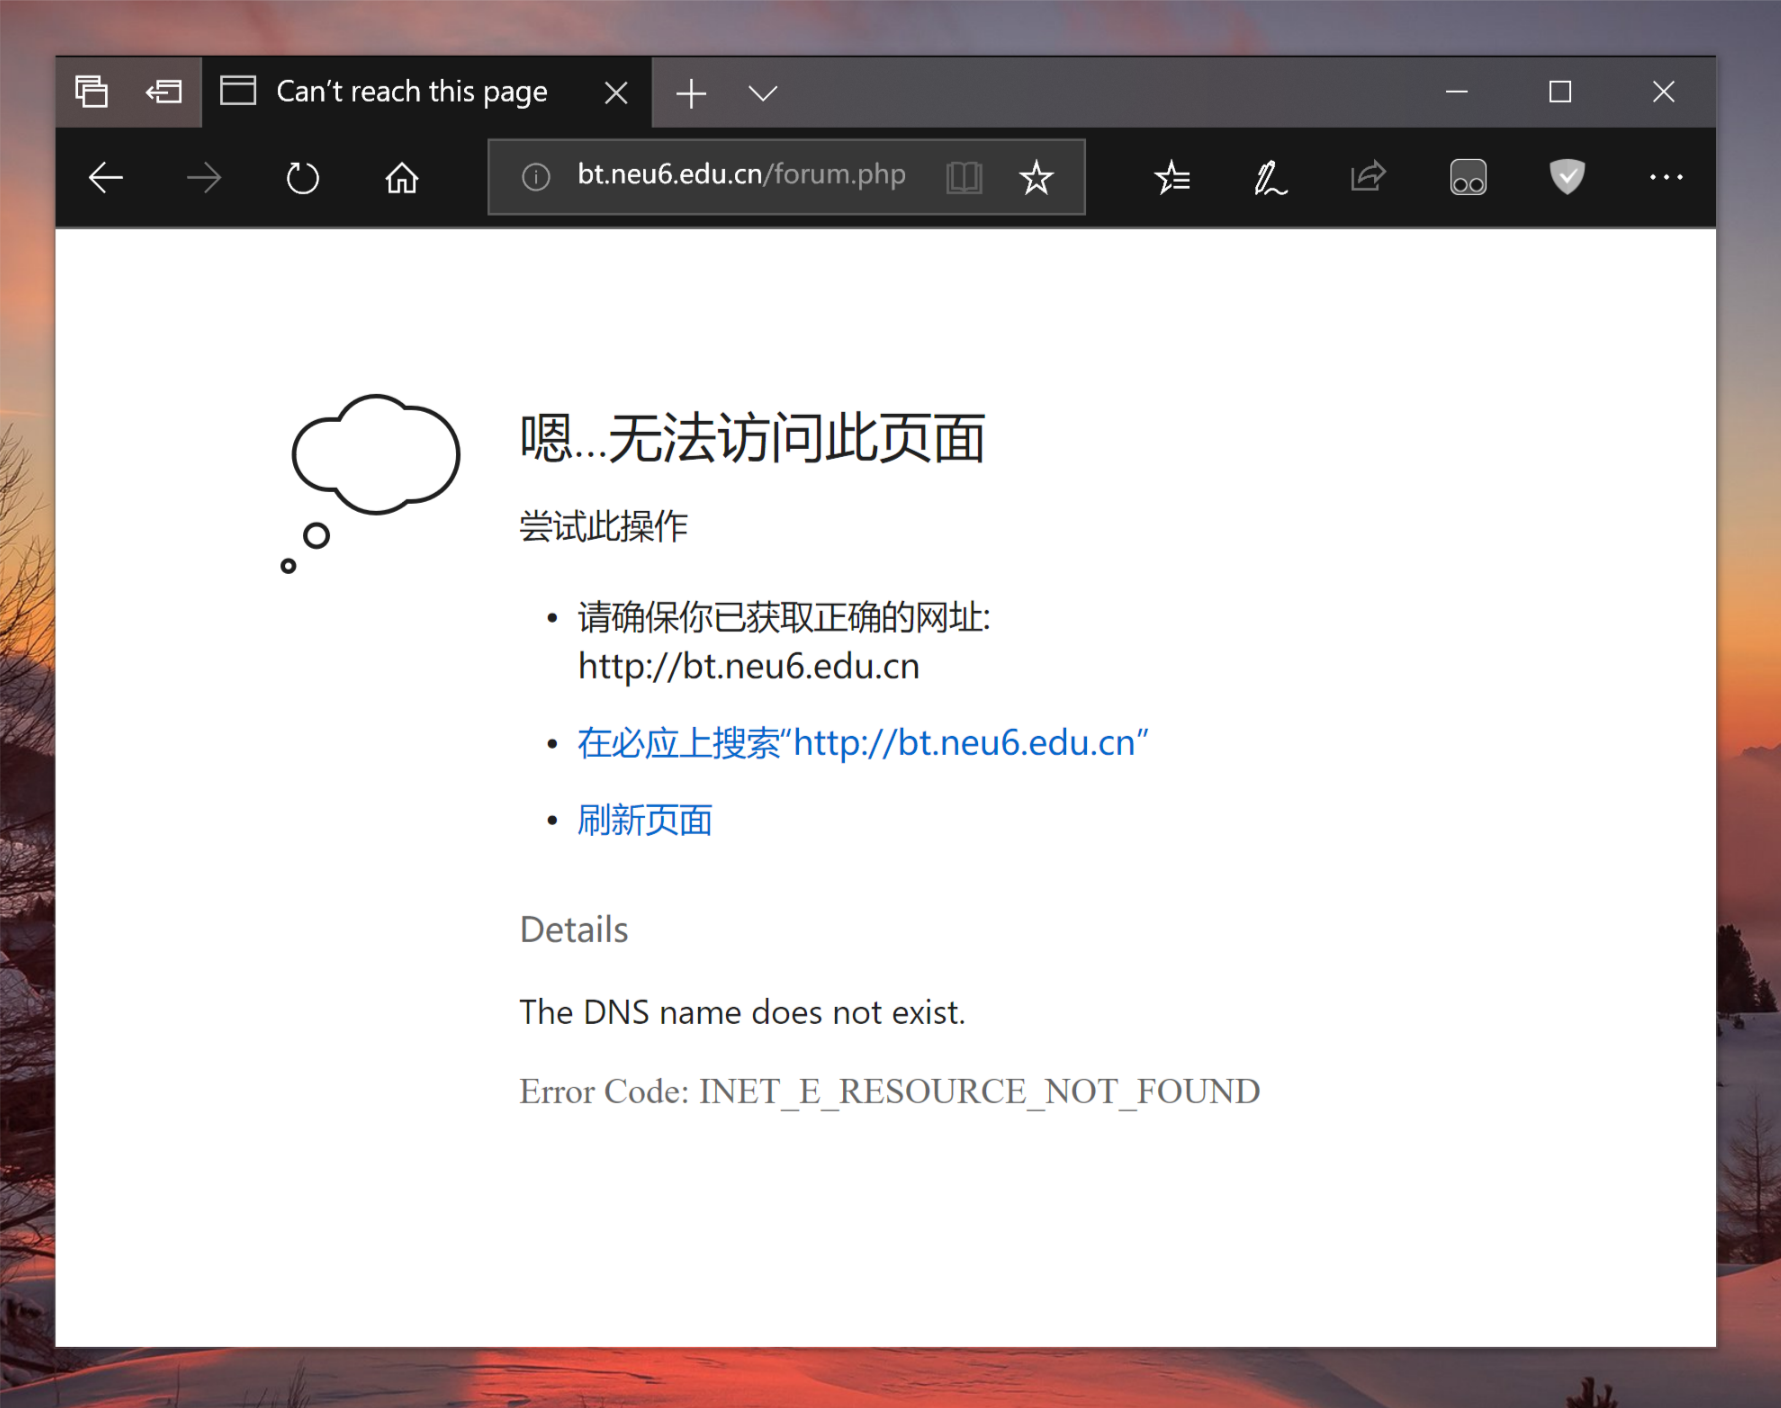 Can’t reach this page
bt.neu6.edu.cn/forum.php
嗯...无法访问此页面
尝试此操作
• 请确保你已获取正确的网址:
http://bt.neu6.edu.cn
• 在必应上搜索“http://bt.neu6.edu.cn”
• 刷新页面
Details
The DNS name does not exist.
Error Code: INET_E_RESOURCE_NOT_FOUND